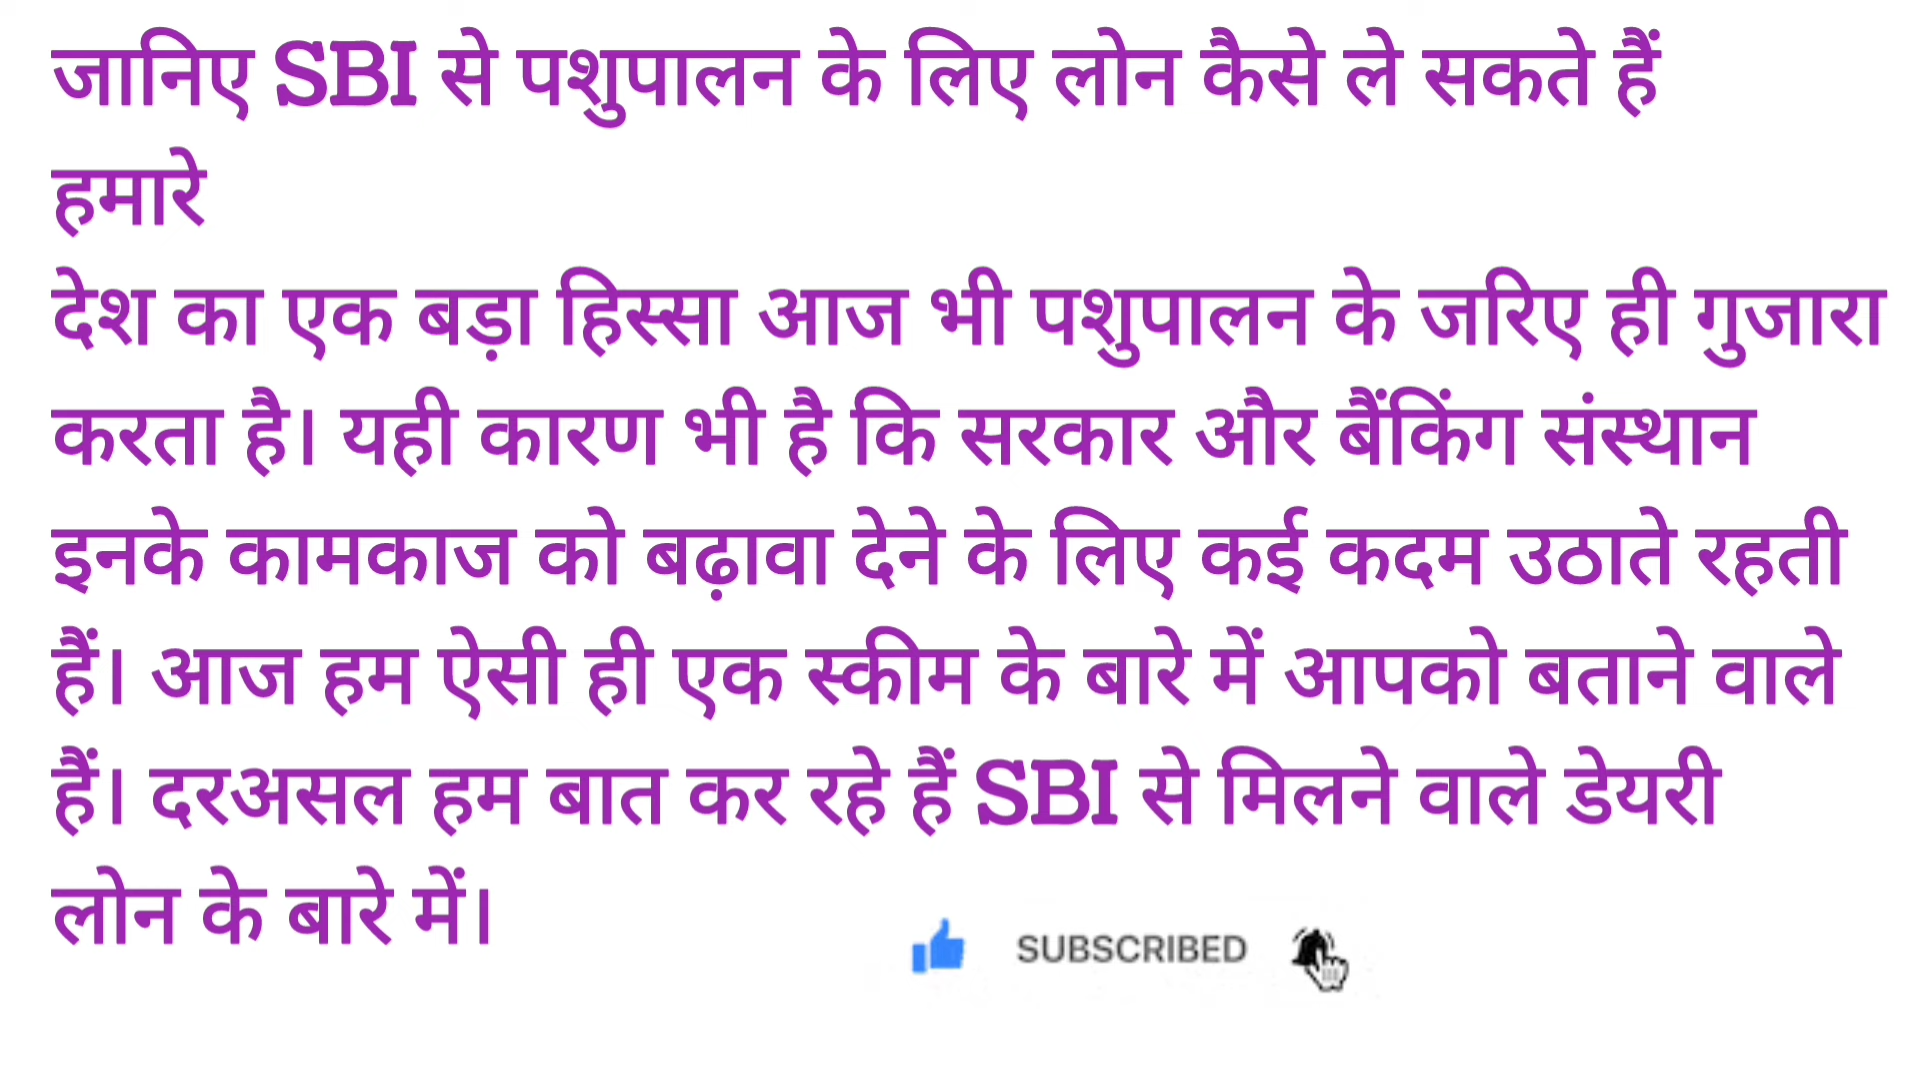 जानिए SBI से पशुपालन के लिए लोन कैसे ले सकते हैं
हमारे
देश का एक बड़ा हिस्सा आज भी पशुपालन के जरिए ही गुजारा
करता है। यही कारण भी है कि सरकार और बैंकिंग संस्थान
इनके कामकाज को बढ़ावा देने के लिए कई कदम उठाते रहती
हैं। आज हम ऐसी ही एक स्कीम के बारे में आपको बताने वाले
हैं। दरअसल हम बात कर रहे हैं SBI से मिलने वाले डेयरी
लोन के बारे में।
SUBSCRIBED